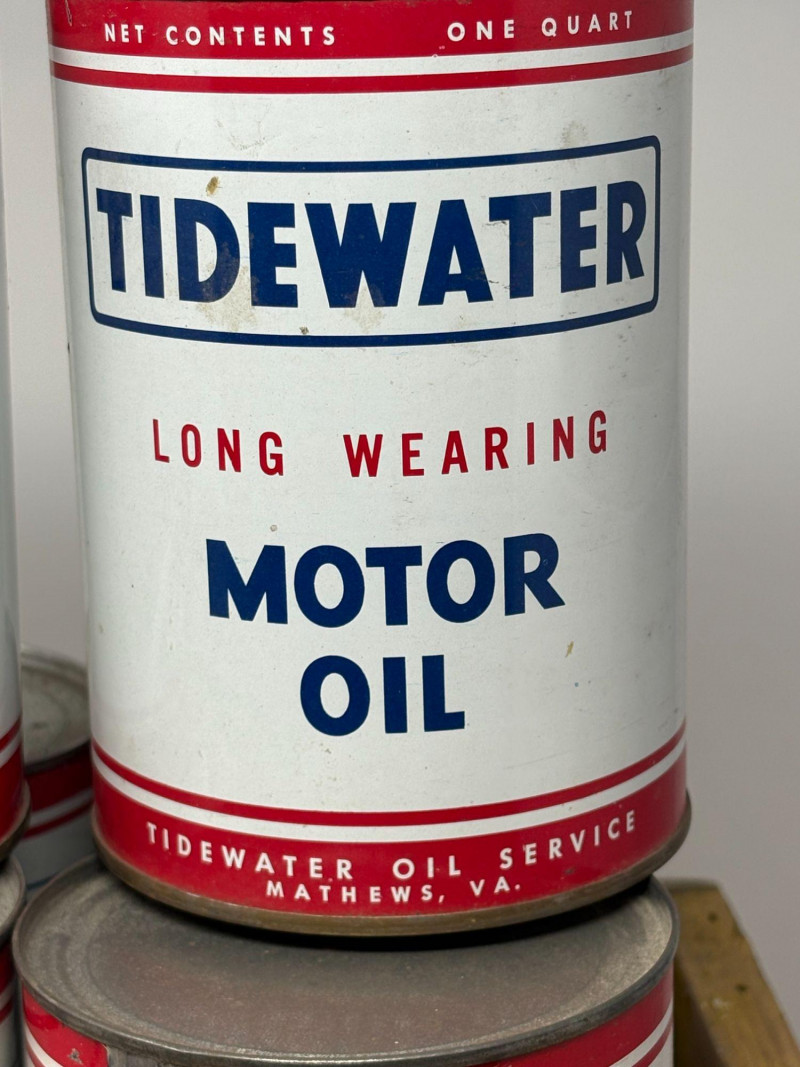 NET CONTENTS ONE QUART
TIDEWATER
LONG WEARING
MOTOR
OIL
TIDEWATER OIL SERVICE
MATHEWS, VA.